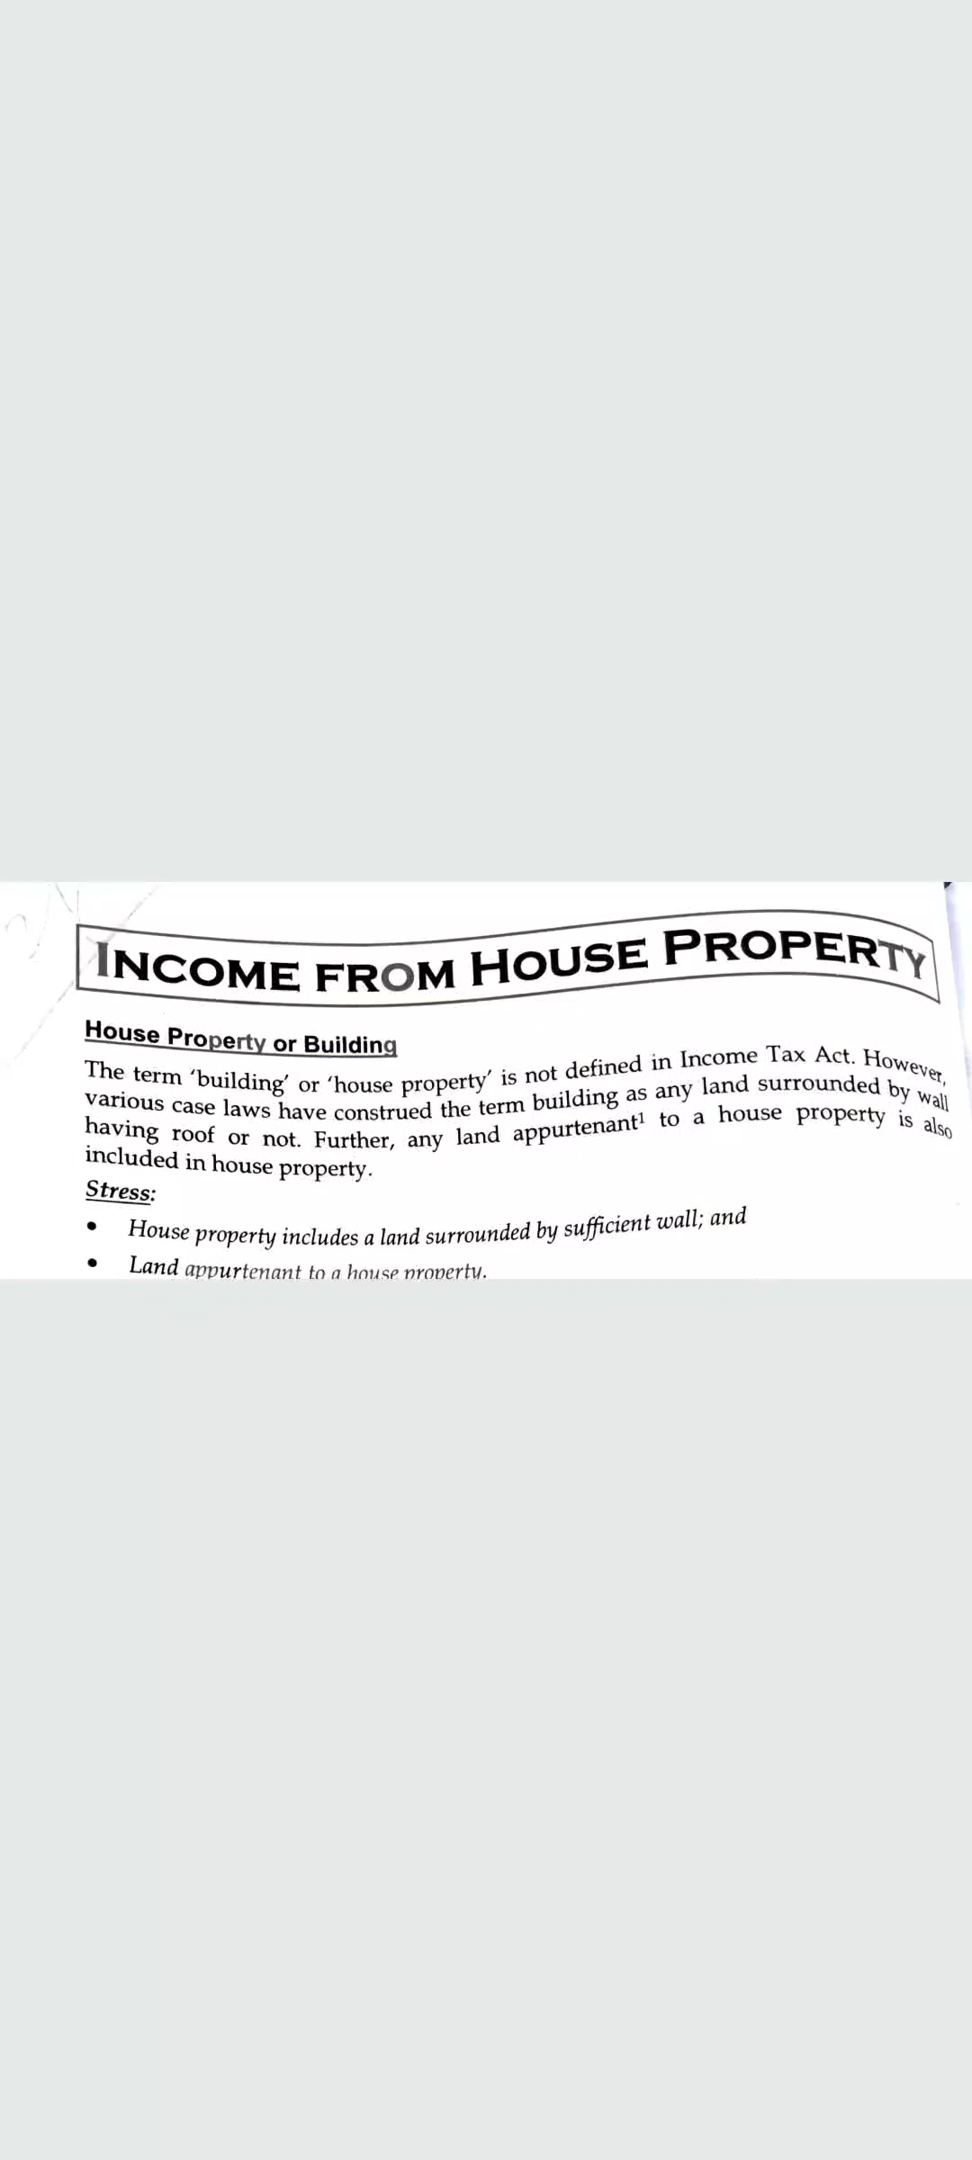 INCOME FROM HOUSE PROPERTY
House Property or Building
The term ‘building’ or ‘house property’ is not defined in Income Tax Act. However,
various case laws have construed the term building as any land surrounded by wall
having roof or not. Further, any land appurtenant¹ to a house property is also
included in house property.
Stress:
• House property includes a land surrounded by sufficient wall; and
• Land appurtenant to a house property.